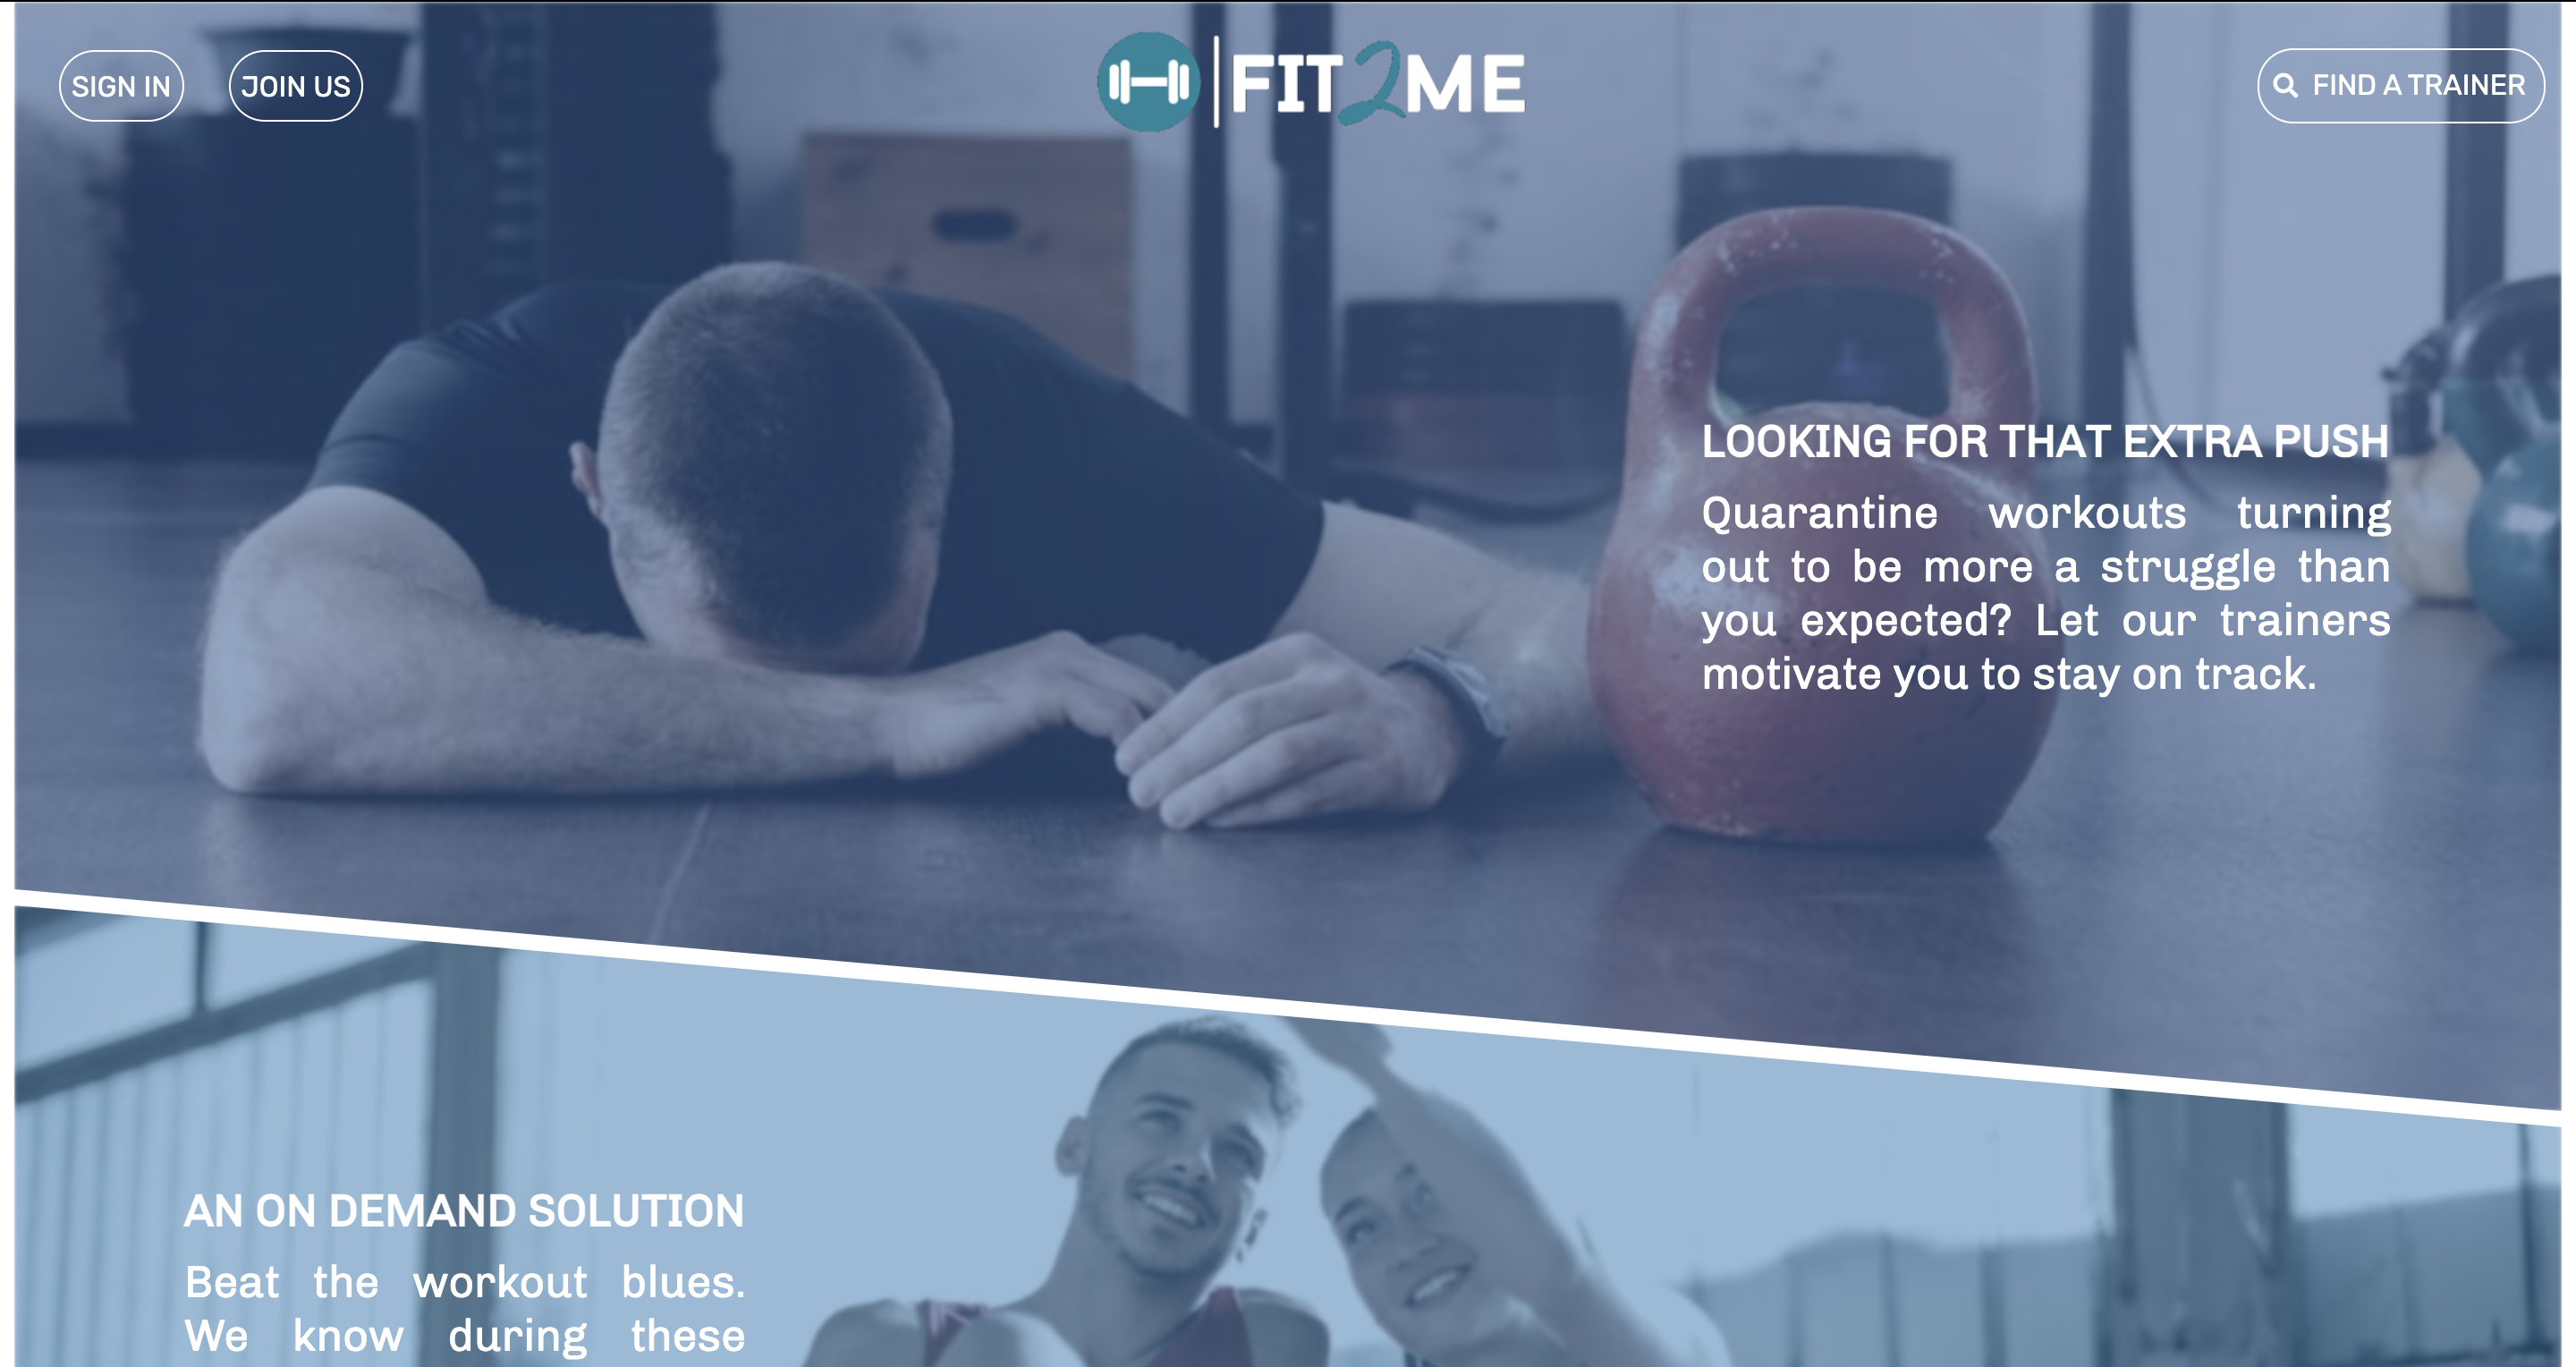 SIGN IN
JOIN US
FIT2ME
FIND A TRAINER
LOOKING FOR THAT EXTRA PUSH
Quarantine workouts turning
out to be more a struggle than
you expected? Let our trainers
motivate you to stay on track.
AN ON DEMAND SOLUTION
Beat the workout blues.
We know during these